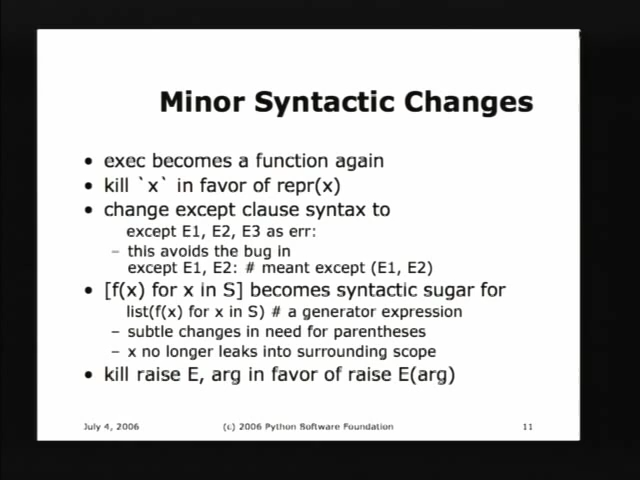 Minor Syntactic Changes
• exec becomes a function again
• kill `x` in favor of repr(x)
• change except clause syntax to
except E1, E2, E3 as err:
– this avoids the bug in
except E1, E2: # meant except (E1, E2)
• [f(x) for x in S] becomes syntactic sugar for
list(f(x) for x in S) # a generator expression
– subtle changes in need for parentheses
– x no longer leaks into surrounding scope
• kill raise E, arg in favor of raise E(arg)
July 4, 2006 (c) 2006 Python Software Foundation 11